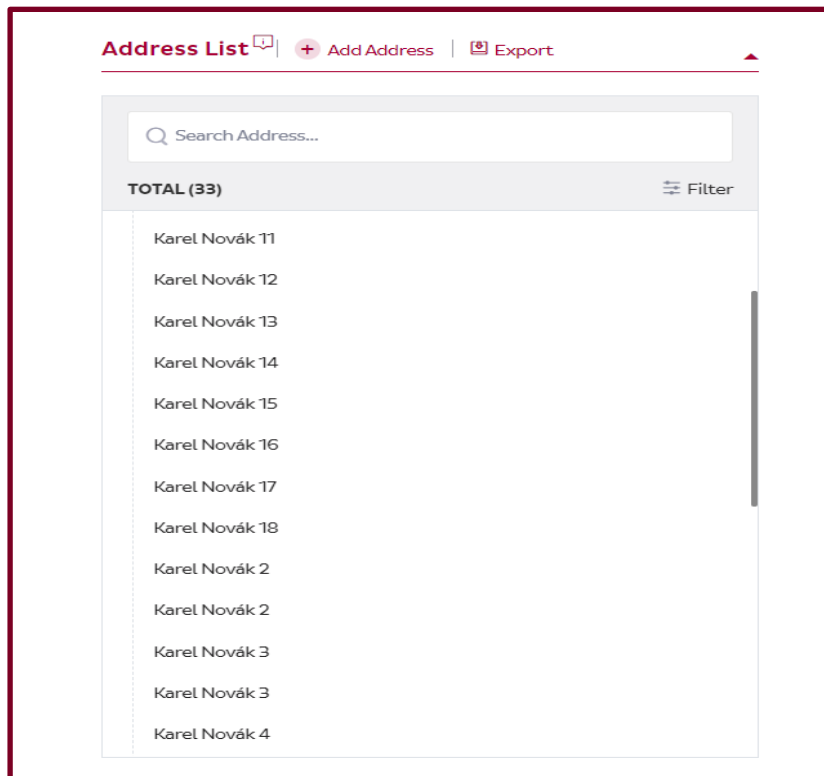 Address List Add Address Export
Search Address...
TOTAL (33) Filter
Karel Novák 11
Karel Novák 12
Karel Novák 13
Karel Novák 14
Karel Novák 15
Karel Novák 16
Karel Novák 17
Karel Novák 18
Karel Novák 2
Karel Novák 2
Karel Novák 3
Karel Novák 3
Karel Novák 4